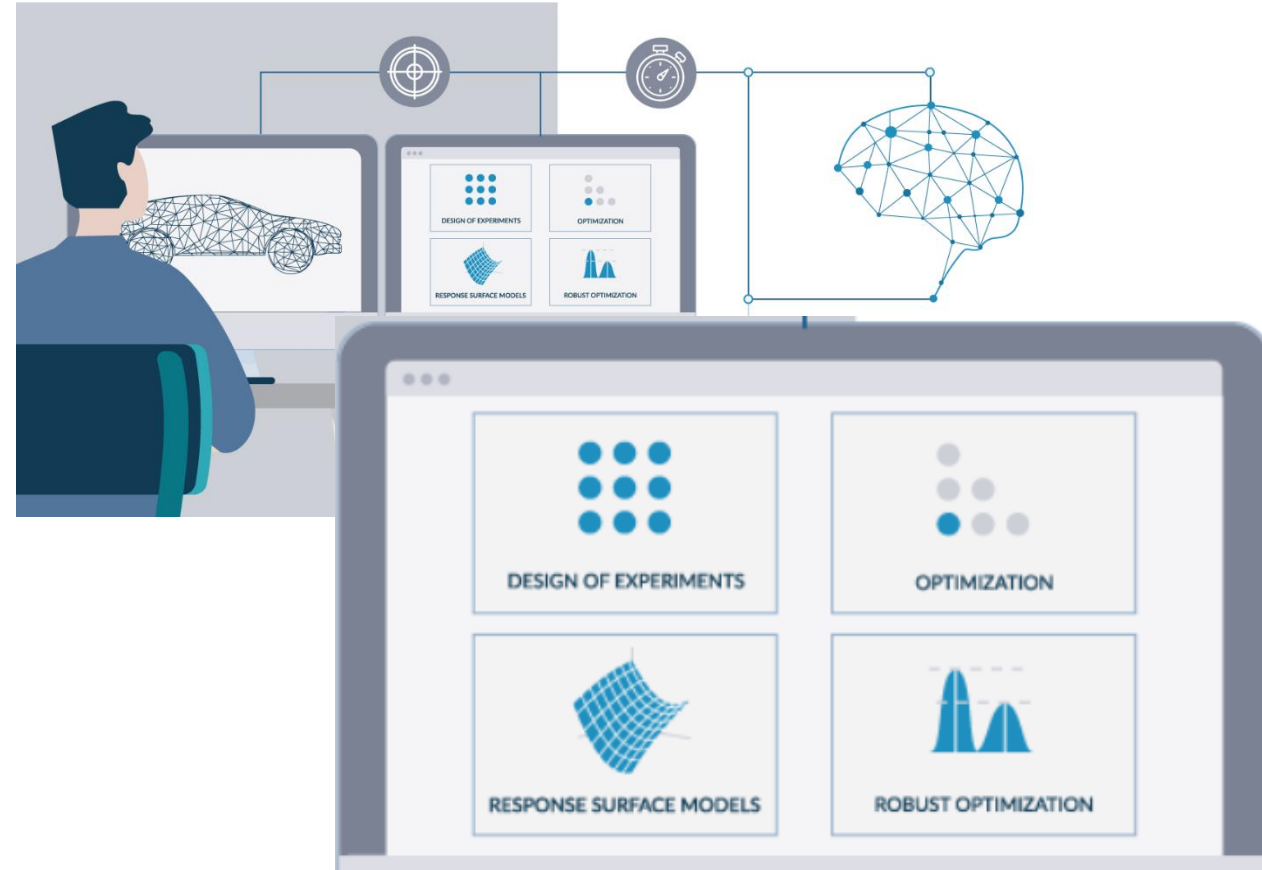 DESIGN OF EXPERIMENTS
OPTIMIZATION
RESPONSE SURFACE MODELS
ROBUST OPTIMIZATION
DESIGN OF EXPERIMENTS
OPTIMIZATION
RESPONSE SURFACE MODELS
ROBUST OPTIMIZATION